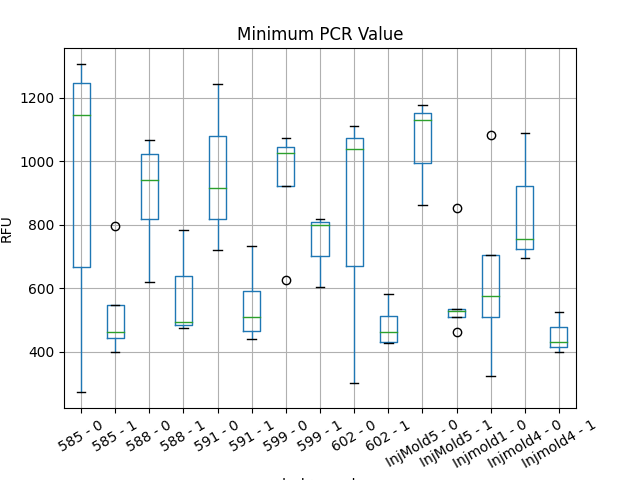 Minimum PCR Value
1200
1000
800
600
400
RFU
585 - 0
585 - 1
588 - 0
588 - 1
591 - 0
591 - 1
599 - 0
599 - 1
602 - 0
602 - 1
InjMold5 - 0
InjMold5 - 1
Injmold1 - 0
Injmold4 - 0
Injmold4 - 1